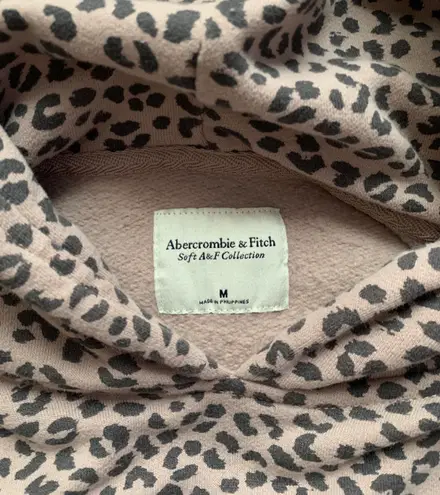 Abercrombie & Fitch
Soft A&F Collection
M
MADE IN PHILIPPINES